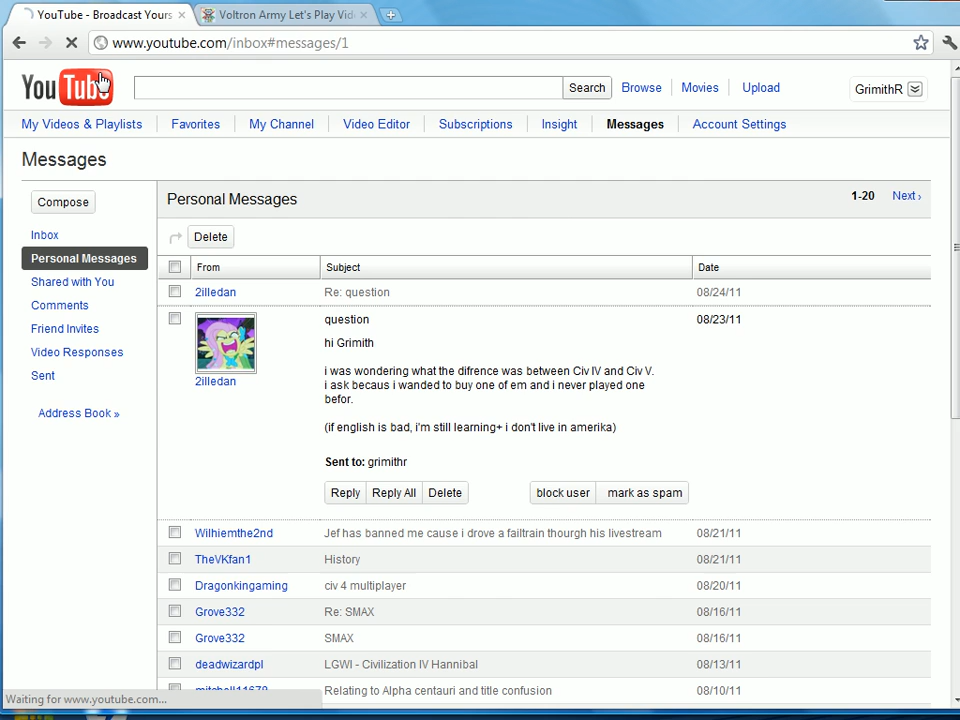 YouTube - Broadcast Yours
Voltron Army Let's Play Vid
www.youtube.com/inbox#messages/1
YouTube
Search
Browse
Movies
Upload
GrimithR
My Videos & Playlists
Favorites
My Channel
Video Editor
Subscriptions
Insight
Messages
Account Settings
Messages
Compose
Personal Messages
1-20
Next ›
Inbox
Personal Messages
Shared with You
Comments
Friend Invites
Video Responses
Sent
Address Book »
Delete
From
Subject
Date
2illedan
Re: question
08/24/11
question
08/23/11
2illedan
hi Grimith
i was wondering what the difrence was between Civ IV and Civ V.
i ask becaus i wanded to buy one of em and i never played one
befor.
(if english is bad, i'm still learning+ i don't live in amerika)
Sent to: grimithr
Reply
Reply All
Delete
block user
mark as spam
Wilhiemthe2nd
Jef has banned me cause i drove a failtrain thourgh his livestream
08/21/11
TheVKfan1
History
08/21/11
Dragonkingaming
civ 4 multiplayer
08/20/11
Grove332
Re: SMAX
08/16/11
Grove332
SMAX
08/16/11
deadwizardpl
LGWI - Civilization IV Hannibal
08/13/11
Relating to Alpha centauri and title confusion
08/10/11
Waiting for www.youtube.com...